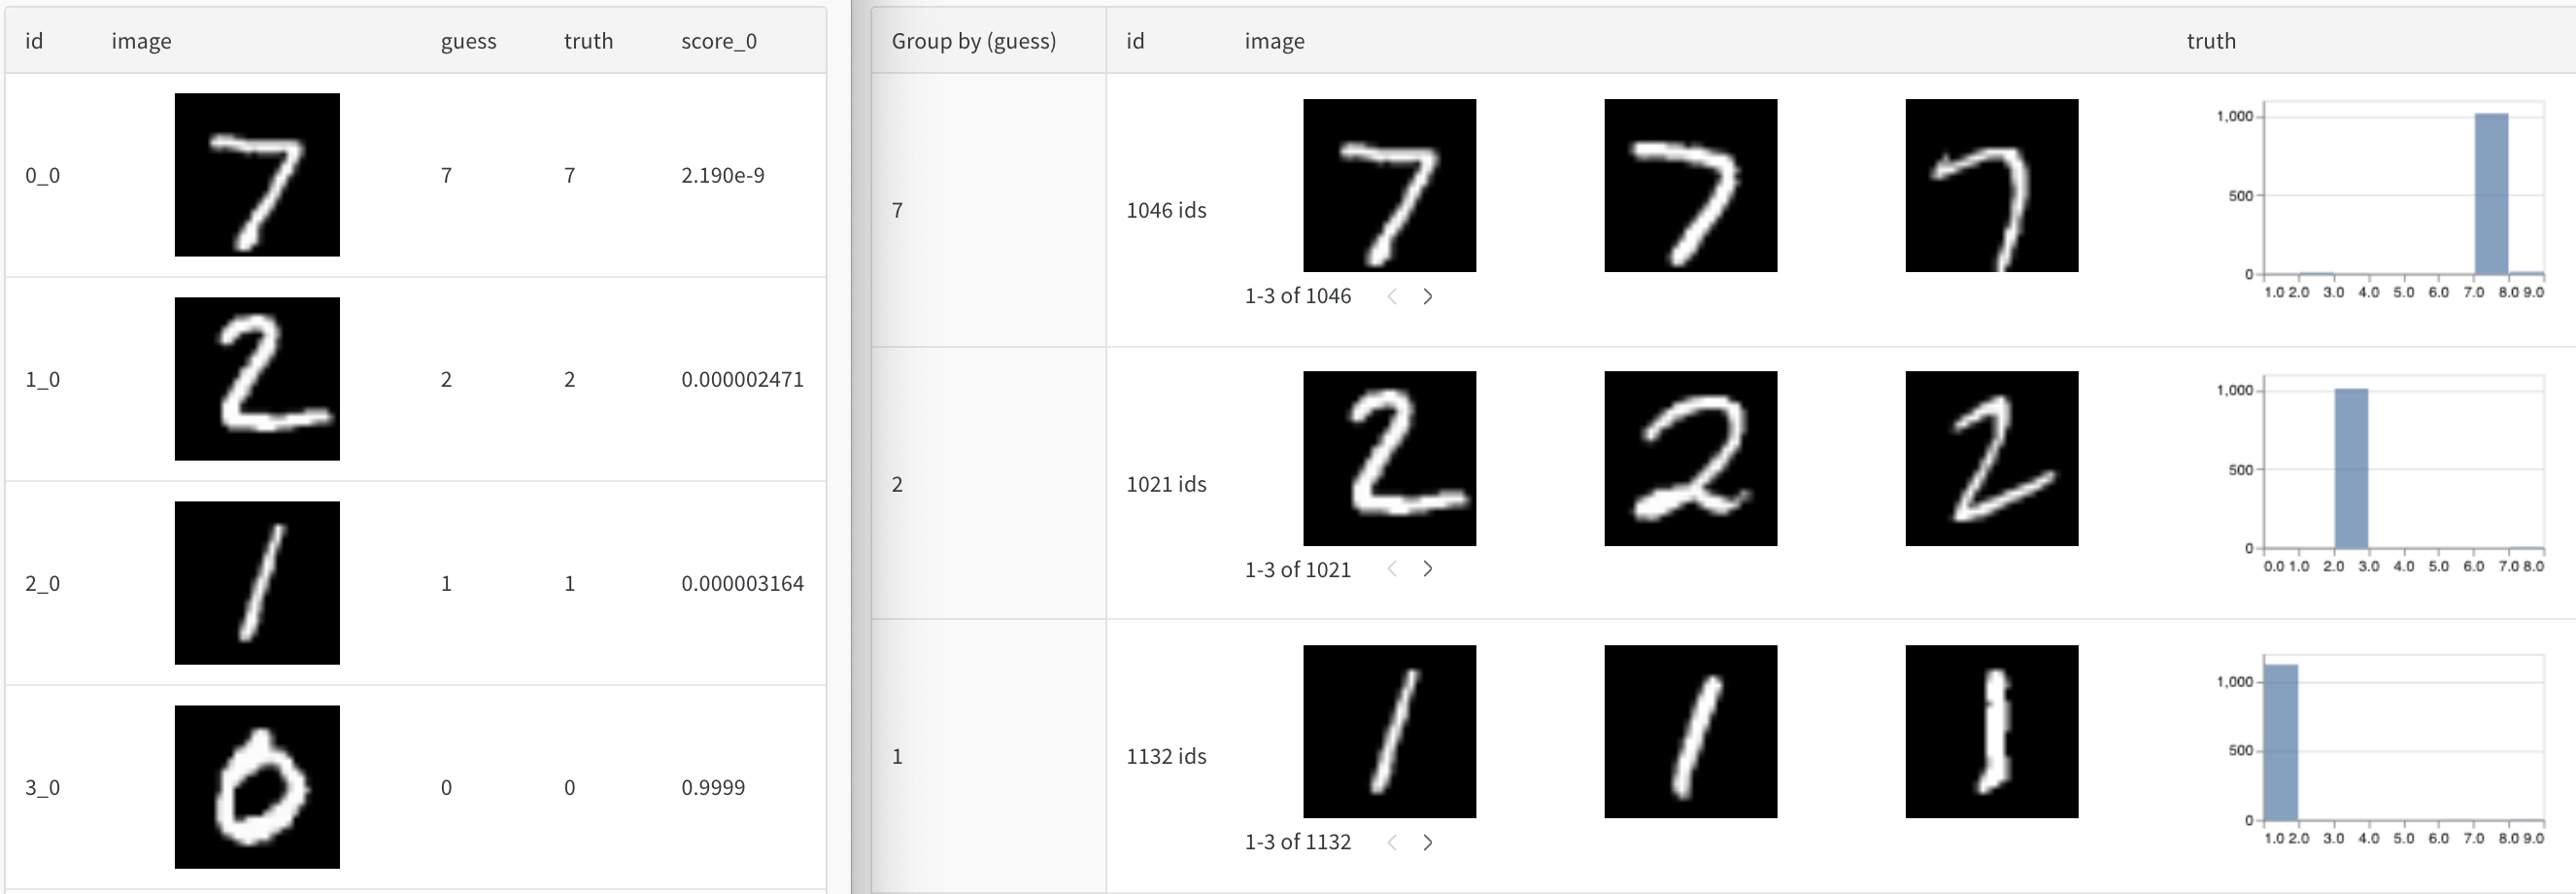 id image guess truth score_0
7
0_0 7 7 2.190e-9
2
1_0 2 2 0.000002471
1
2_0 1 1 0.000003164
0
3_0 0 0 0.9999
Group by (guess) id image truth
7 7 7
7 1046 ids
1-3 of 1046
1,000
500
0
1.0 2.0 3.0 4.0 5.0 6.0 7.0 8.0 9.0
2 2 2
2 1021 ids
1-3 of 1021
1,000
500
0
0.0 1.0 2.0 3.0 4.0 5.0 6.0 7.0 8.0
1 1 1
1 1132 ids
1-3 of 1132
1,000
500
0
1.0 2.0 3.0 4.0 5.0 6.0 7.0 8.0 9.0